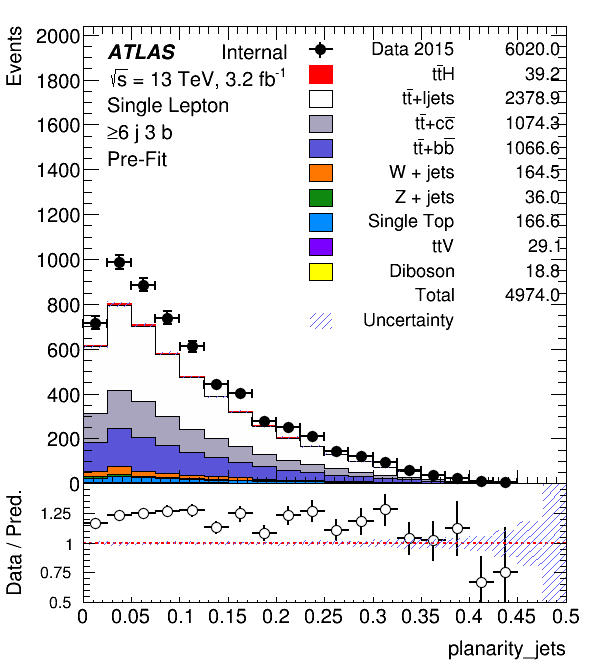 Events
2000
1800
1600
1400
1200
1000
800
600
400
200
0
ATLAS Internal
√s = 13 TeV, 3.2 fb⁻¹
Single Lepton
≥6 j 3 b
Pre-Fit
Data 2015 6020.0
tt̅H 39.2
tt̅+ljets 2378.9
tt̅+cc̅ 1074.3
tt̅+bb̅ 1066.6
W + jets 164.5
Z + jets 36.0
Single Top 166.6
ttV 29.1
Diboson 18.8
Total 4974.0
Uncertainty
Data / Pred.
1.25
1
0.75
0.5
0 0.05 0.1 0.15 0.2 0.25 0.3 0.35 0.4 0.45 0.5
planarity_jets